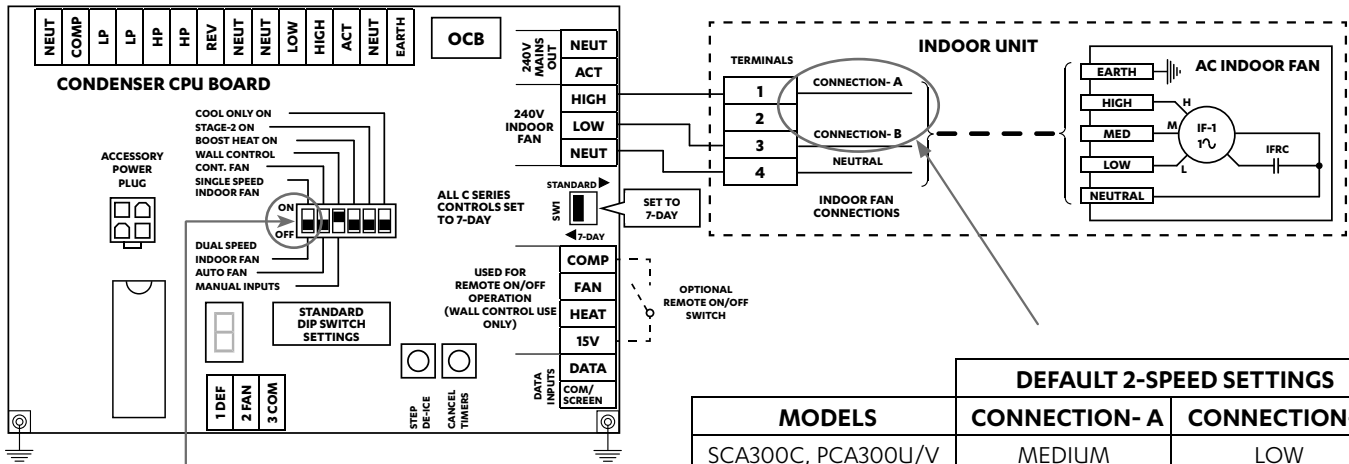 NEUT
COMP
LP
LP
HP
HP
REV
NEUT
NEUT
LOW
HIGH
ACT
NEUT
EARTH
OCB
CONDENSER CPU BOARD
240V
MAINS
OUT
NEUT
ACT
240V
INDOOR
FAN
HIGH
LOW
NEUT
COOL ONLY ON
STAGE-2 ON
BOOST HEAT ON
WALL CONTROL
CONT. FAN
SINGLE SPEED
INDOOR FAN
ON
OFF
DUAL SPEED
INDOOR FAN
AUTO FAN
MANUAL INPUTS
ACCESSORY
POWER
PLUG
ALL C SERIES
CONTROLS SET
TO 7-DAY
STANDARD
SW1
7-DAY
SET TO
7-DAY
STANDARD
DIP SWITCH
SETTINGS
USED FOR
REMOTE ON/OFF
OPERATION
(WALL CONTROL USE
ONLY)
COMP
FAN
HEAT
15V
OPTIONAL
REMOTE ON/OFF
SWITCH
DATA
INPUTS
DATA
COM/
SCREEN
1 DEF
2 FAN
3 COM
STEP
DE-ICE
CANCEL
TIMERS
INDOOR UNIT
TERMINALS
1
2
3
4
CONNECTION- A
CONNECTION- B
NEUTRAL
INDOOR FAN
CONNECTIONS
AC INDOOR FAN
EARTH
HIGH
MED
LOW
NEUTRAL
H
M
L
IF-1
1
IFRC
DEFAULT 2-SPEED SETTINGS
MODELS
CONNECTION- A
CONNECTION-
SCA300C, PCA300U/V
MEDIUM
LOW